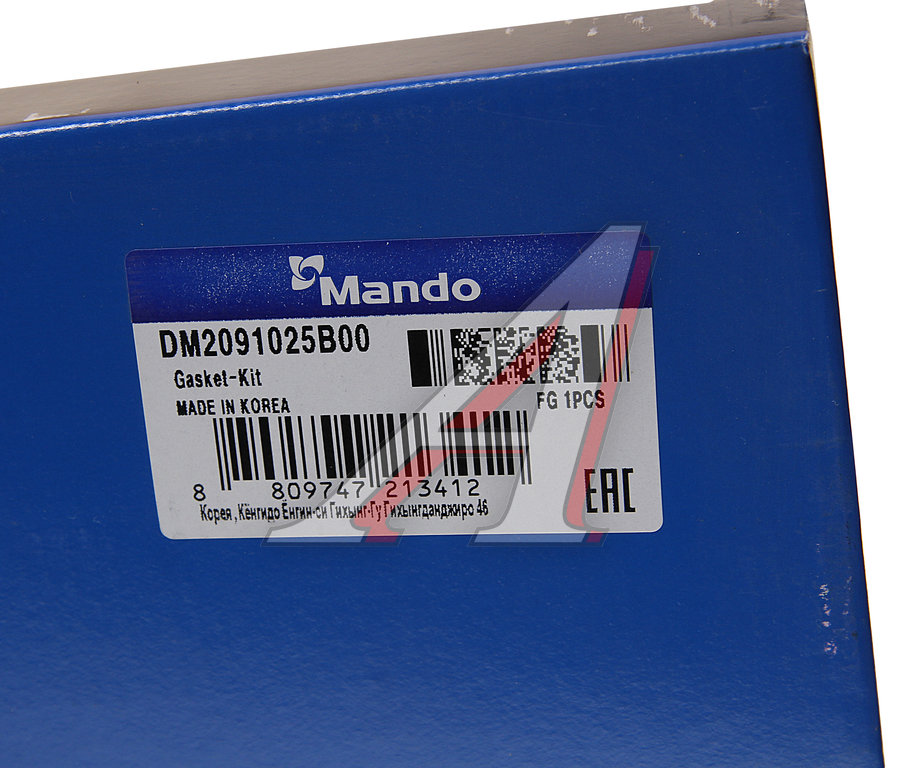 Mando
DM2091025B00
Gasket-Kit
MADE IN KOREA
FG 1PCS
8 809747 213412
EAC
Корея , Кёнгидо Ёнгин-си Гихынг-Гу Гихынгданджиро 46